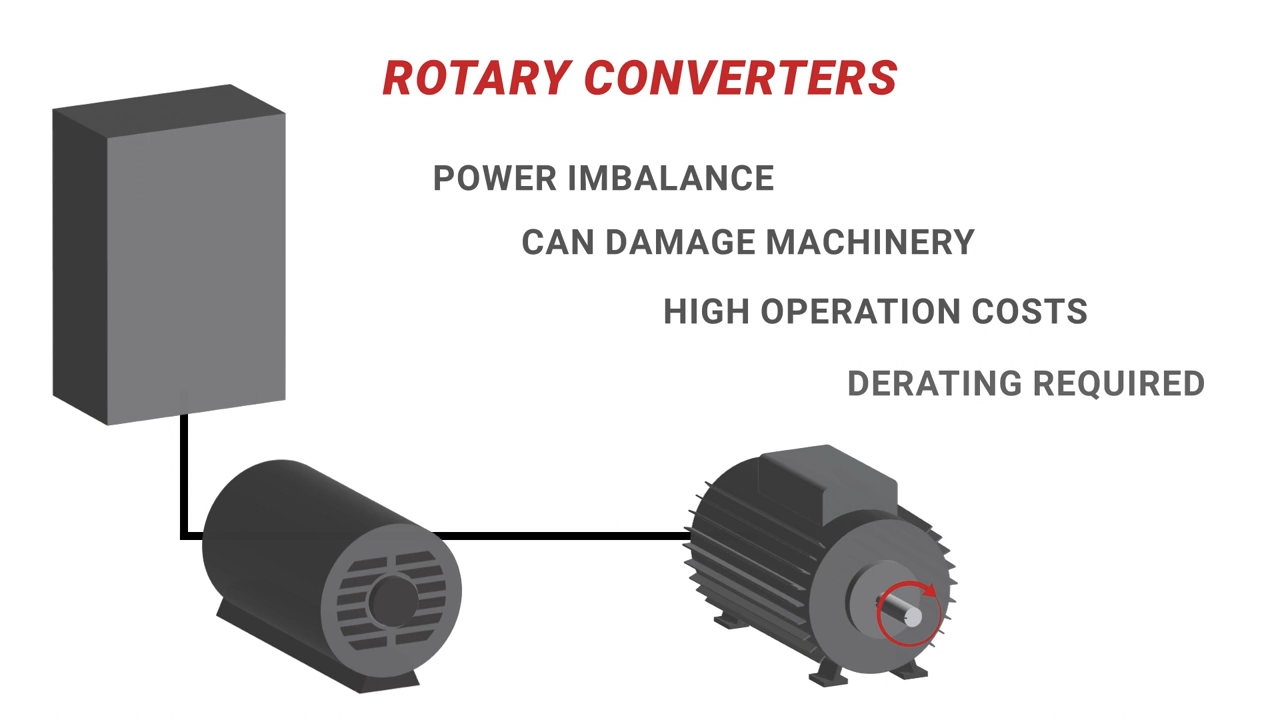 ROTARY CONVERTERS
POWER IMBALANCE
CAN DAMAGE MACHINERY
HIGH OPERATION COSTS
DERATING REQUIRED